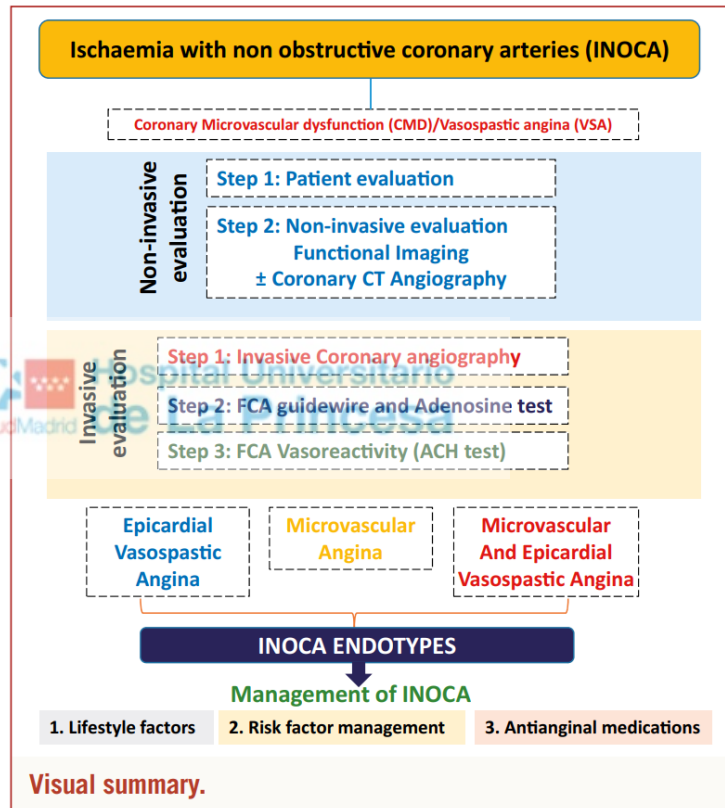 Ischaemia with non obstructive coronary arteries (INOCA)
Coronary Microvascular dysfunction (CMD)/Vasospastic angina (VSA)
Non-invasive
evaluation
Step 1: Patient evaluation
Step 2: Non-invasive evaluation
Functional Imaging
± Coronary CT Angiography
Invasive
evaluation
Step 1: Invasive Coronary angiography
Hospital Universitario
Step 2: FCA guidewire and Adenosine test
de La Princesa
udMadrid
Step 3: FCA Vasoreactivity (ACH test)
Epicardial
Vasospastic
Angina
Microvascular
Angina
Microvascular
And Epicardial
Vasospastic Angina
INOCA ENDOTYPES
Management of INOCA
1. Lifestyle factors
2. Risk factor management
3. Antianginal medications
Visual summary.